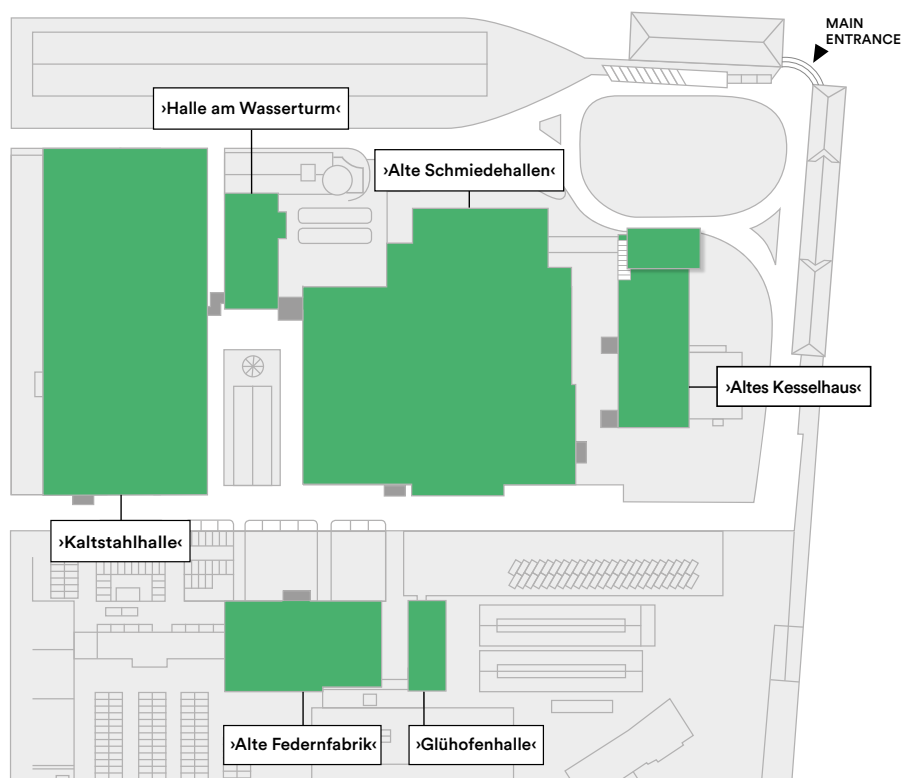 MAIN
ENTRANCE
›Halle am Wasserturm‹
›Alte Schmiedehallen‹
›Altes Kesselhaus‹
›Kaltstahlhalle‹
›Alte Federnfabrik‹
›Glühofenhalle‹